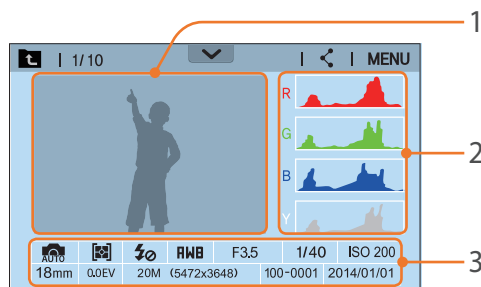 1
1/10 MENU
R
G
2
B
Y
AUTO AWB F3.5 1/40 ISO 200
3
18mm 0.0EV 20M (5472x3648) 100-0001 2014/01/01